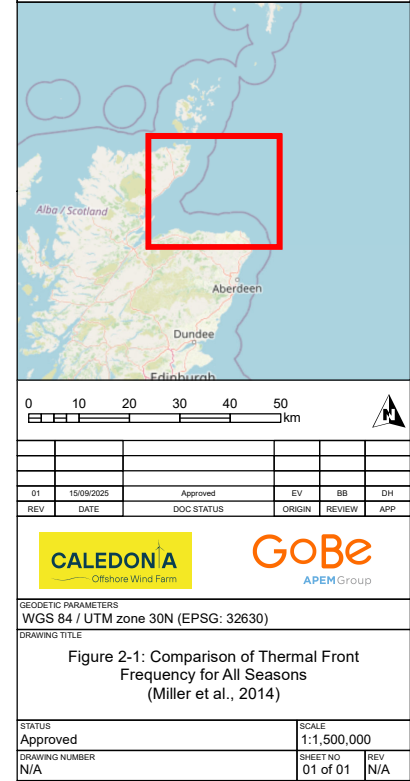 Alba / Scotland
Aberdeen
Dundee
Edinburgh
0 10 20 30 40 50
km
N
01 15/09/2025 Approved EV BB DH
REV DATE DOC STATUS ORIGIN REVIEW APP
CALEDONIA
Offshore Wind Farm
GoBe
APEMGroup
GEODETIC PARAMETERS
WGS 84 / UTM zone 30N (EPSG: 32630)
DRAWING TITLE
Figure 2-1: Comparison of Thermal Front
Frequency for All Seasons
(Miller et al., 2014)
STATUS SCALE
Approved 1:1,500,000
DRAWING NUMBER SHEET NO REV
N/A 01 of 01 N/A